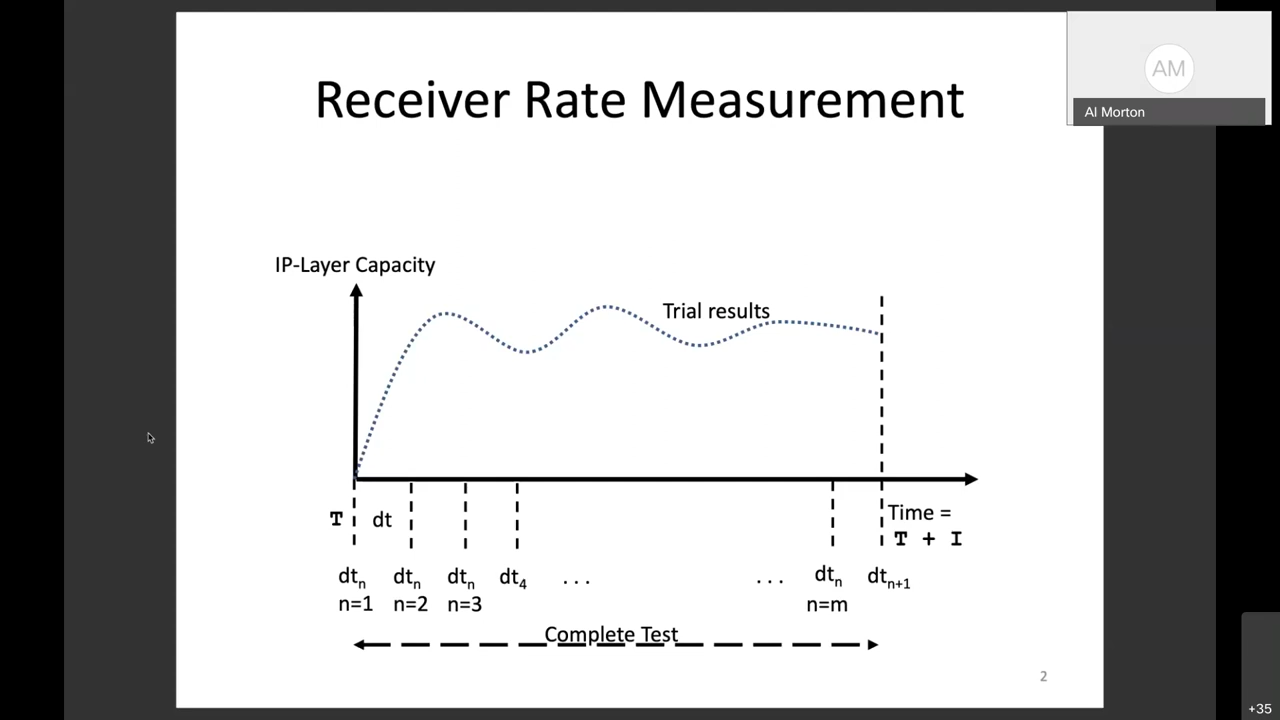 Receiver Rate Measurement
AM
Al Morton
IP-Layer Capacity
Trial results
T dt
Time =
T + I
dtₙ dtₙ dtₙ dt₄ ... ... dtₙ dtₙ₊₁
n=1 n=2 n=3 n=m
Complete Test
2
+35